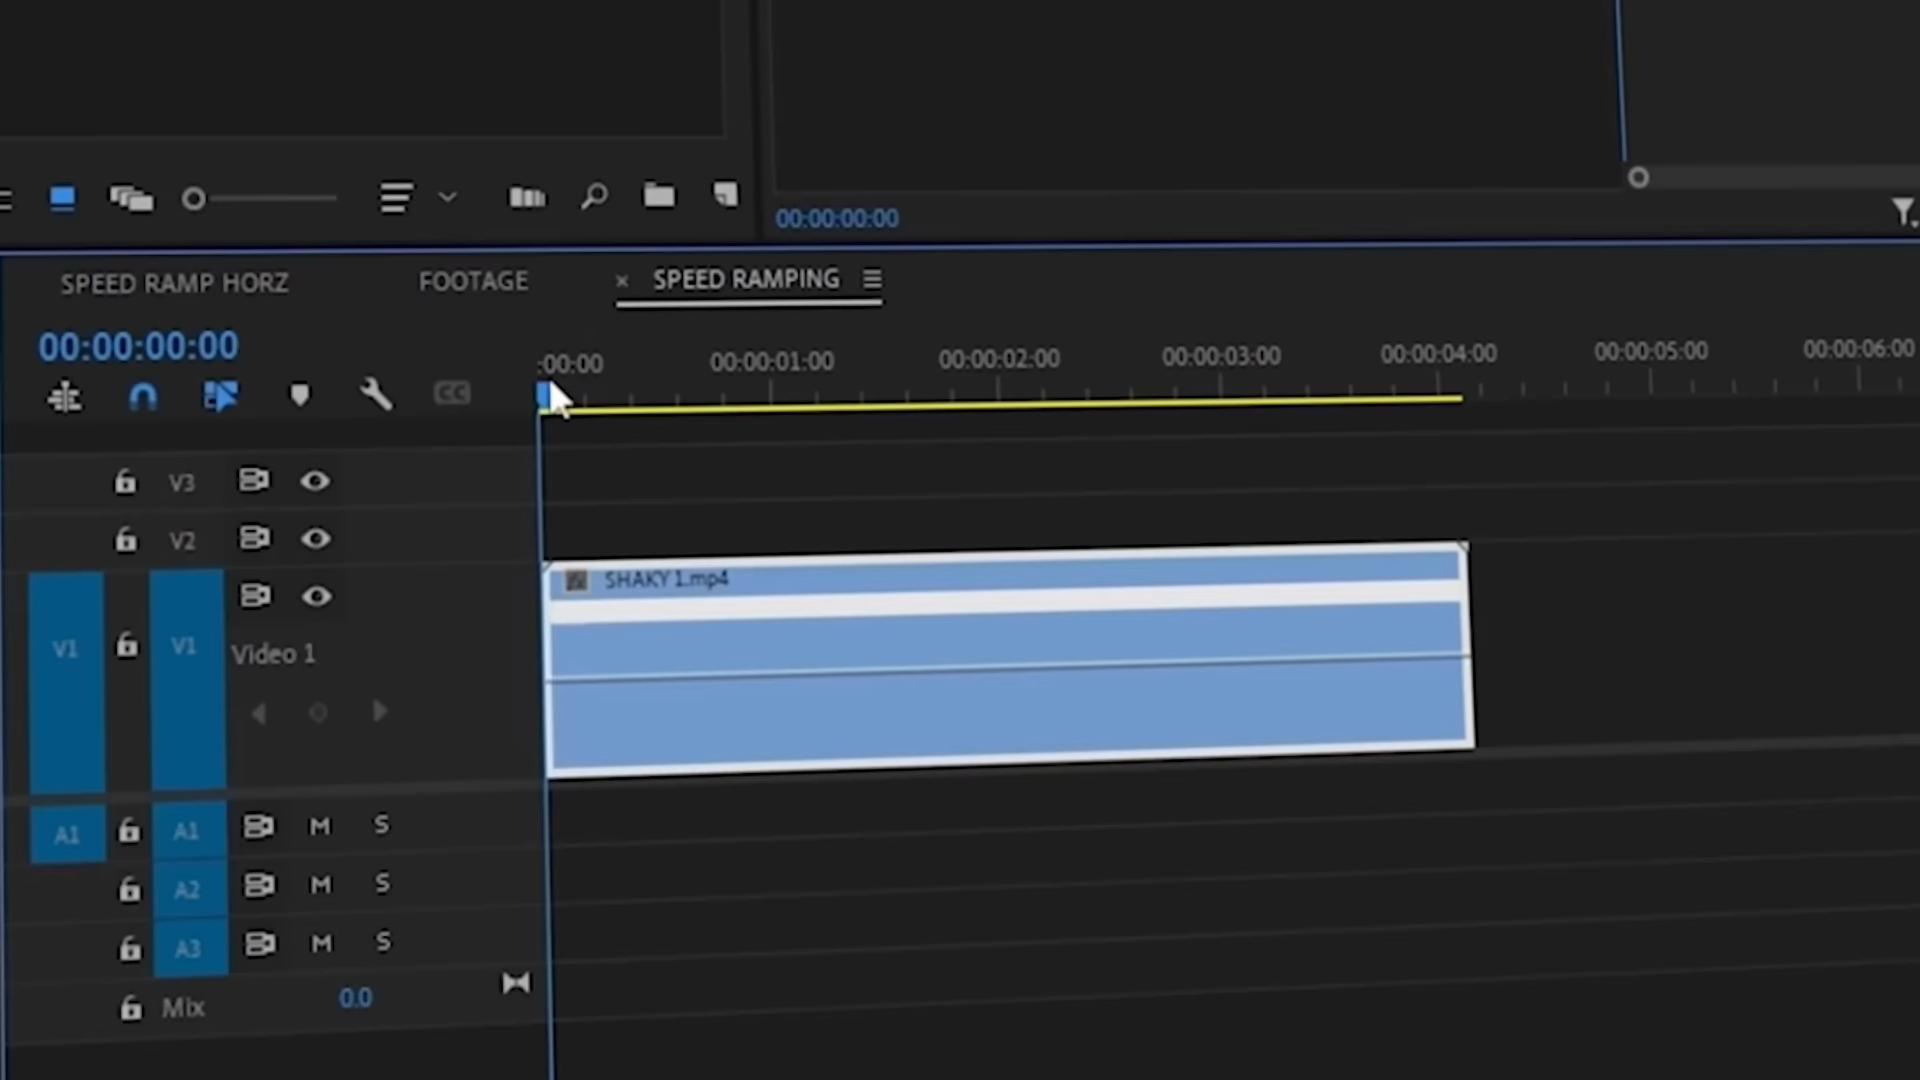 00:00:00:00
SPEED RAMP HORZ FOOTAGE × SPEED RAMPING
00:00:00:00
:00:00 00:00:01:00 00:00:02:00 00:00:03:00 00:00:04:00 00:00:05:00 00:00:06:00
CC
V3
V2
fx SHAKY 1.mp4
V1 V1 Video 1
A1 A1 M S
A2 M S
A3 M S
Mix 0.0